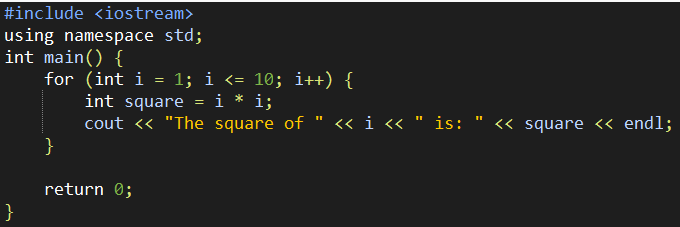 #include <iostream>
using namespace std;
int main() {
    for (int i = 1; i <= 10; i++) {
        int square = i * i;
        cout << "The square of " << i << " is: " << square << endl;
    }

    return 0;
}